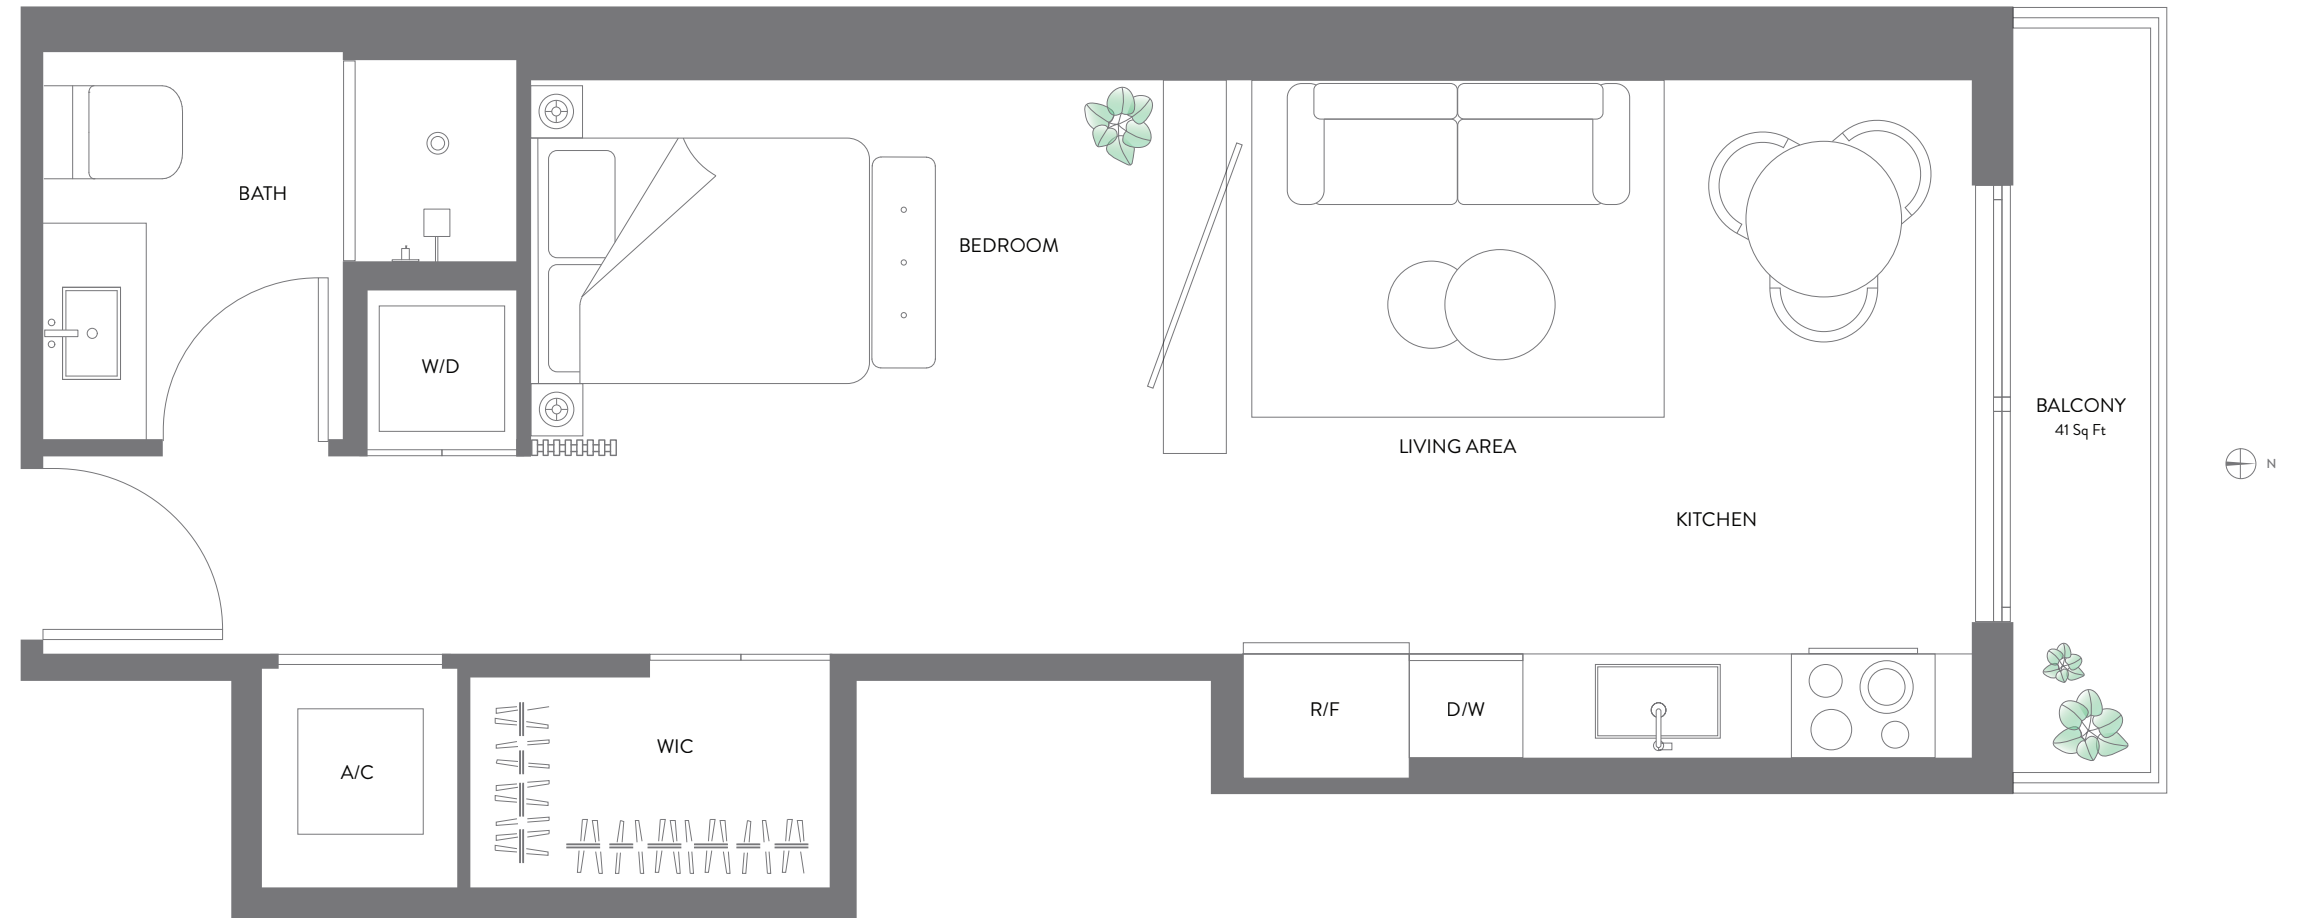 BATH
BEDROOM
W/D
BALCONY
41 Sq Ft
LIVING AREA
N
KITCHEN
R/F
D/W
WIC
A/C